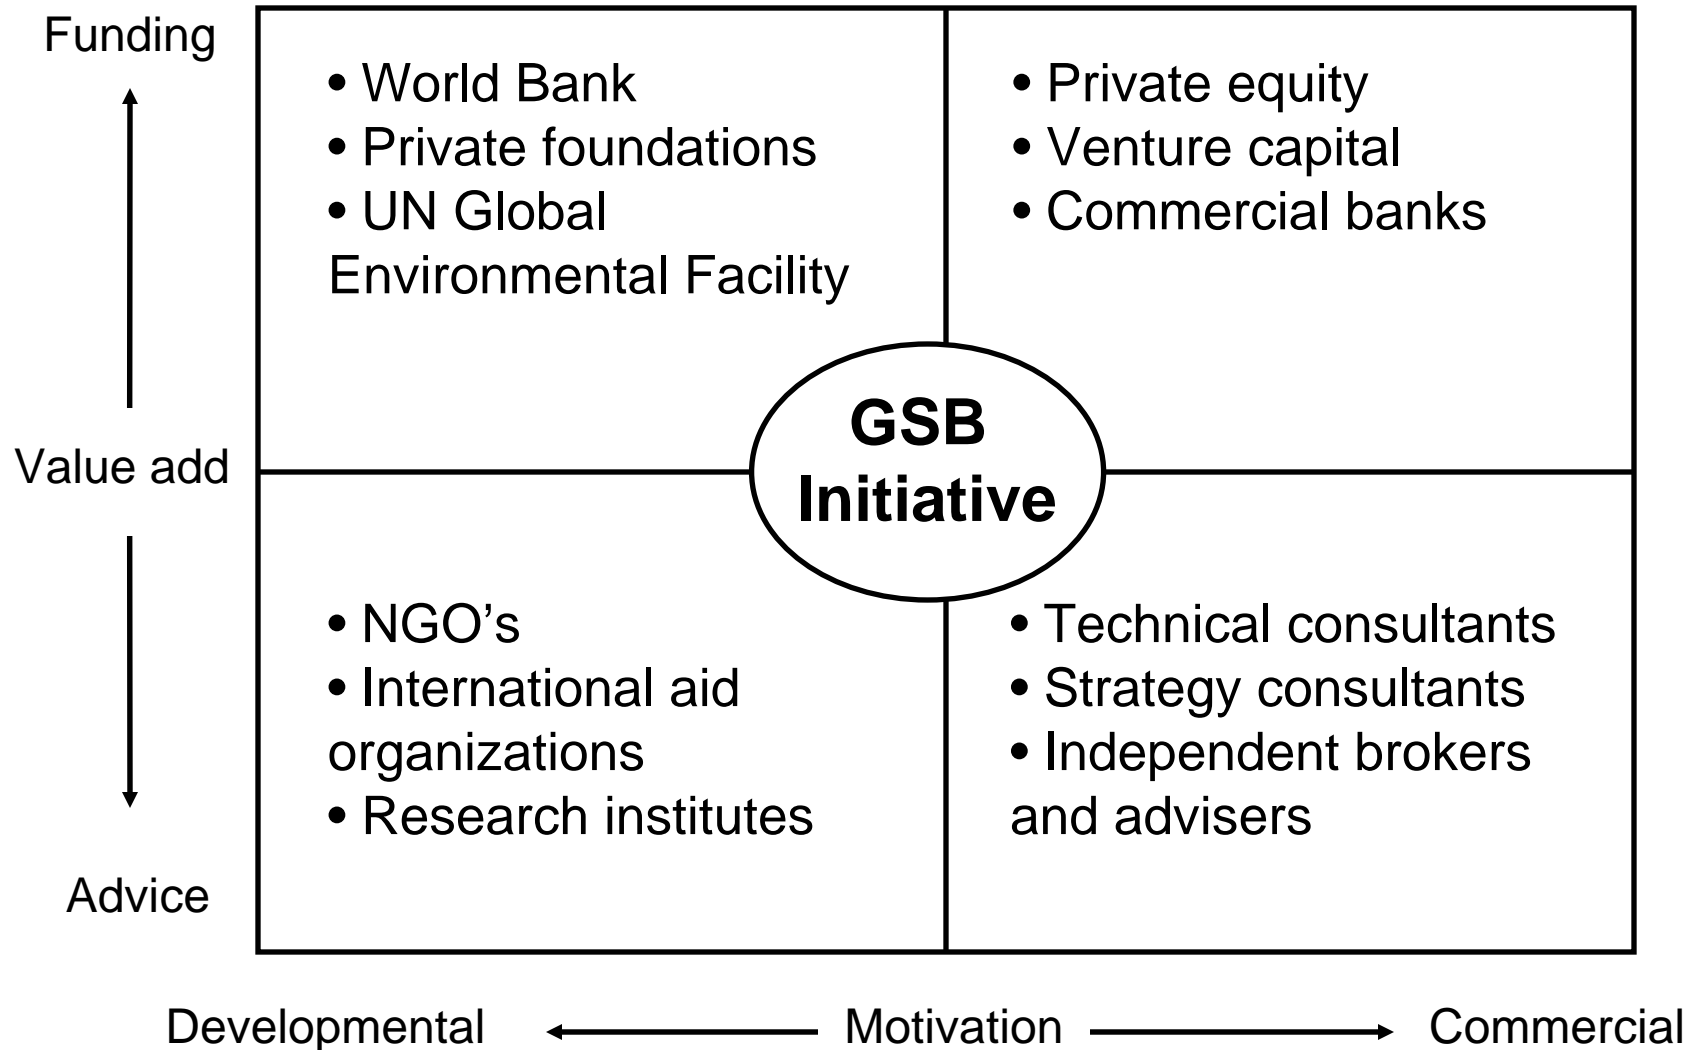 Funding
• World Bank
• Private foundations
• UN Global
Environmental Facility
• Private equity
• Venture capital
• Commercial banks
Value add
GSB
Initiative
• NGO’s
• International aid
organizations
• Research institutes
• Technical consultants
• Strategy consultants
• Independent brokers
and advisers
Advice
Developmental
Motivation
Commercial